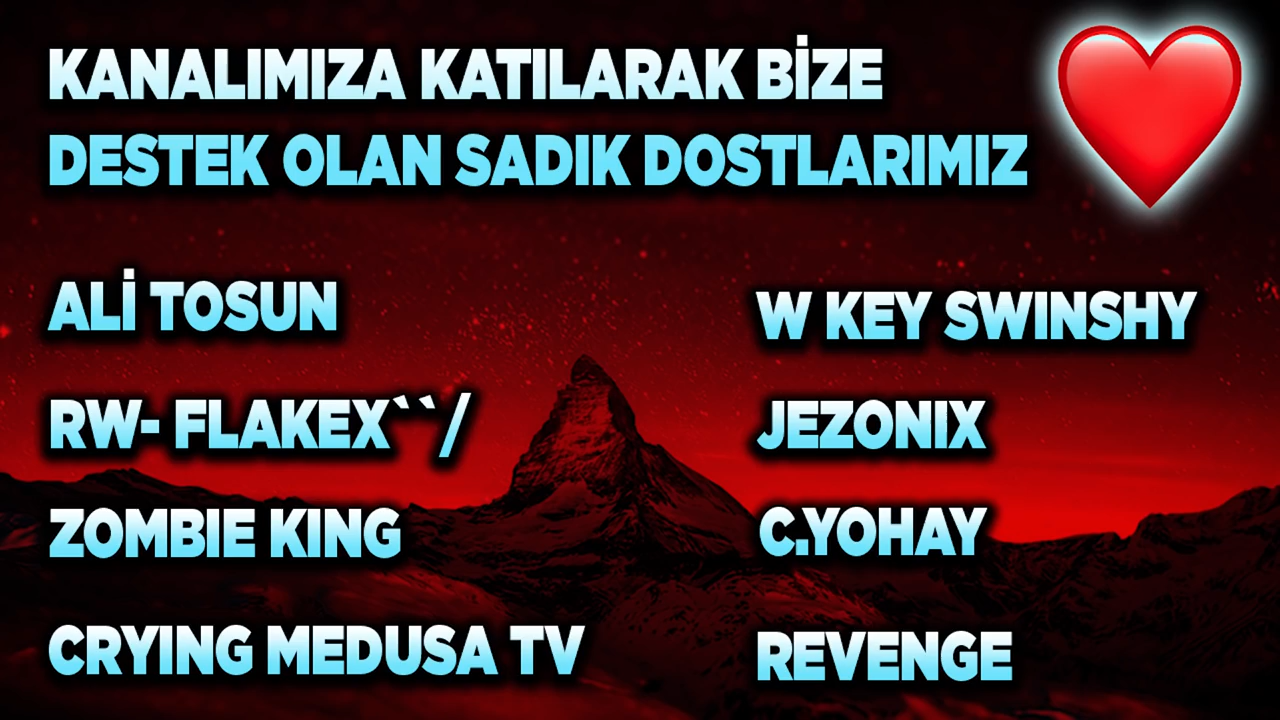 KANALIMIZA KATILARAK BİZE
DESTEK OLAN SADIK DOSTLARIMIZ
ALİ TOSUN
RW- FLAKEX``/
ZOMBIE KING
CRYING MEDUSA TV
W KEY SWINSHY
JEZONIX
C.YOHAY
REVENGE